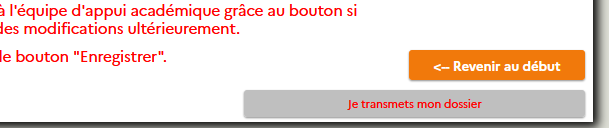 à l'équipe d'appui académique grâce au bouton si
des modifications ultérieurement.
le bouton "Enregistrer".
<-- Revenir au début
Je transmets mon dossier